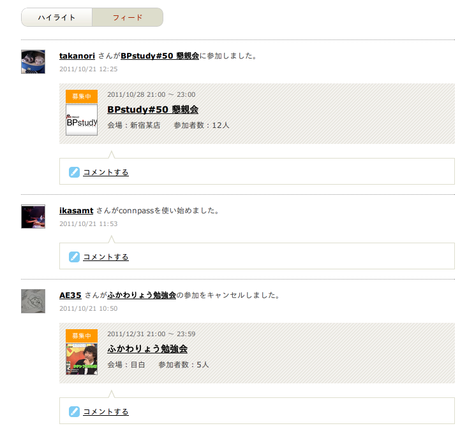 ハイライト
フィード
takanori さんがBPstudy#50 懇親会に参加しました。
2011/10/21 12:25
募集中
BPstudy
2011/10/28 21:00 ～ 23:00
BPstudy#50 懇親会
会場：新宿某店 参加者数：12人
コメントする
ikasamt さんがconnpassを使い始めました。
2011/10/21 11:53
コメントする
AE35 さんがふかわりょう勉強会の参加をキャンセルしました。
2011/10/21 10:50
募集中
2011/12/31 21:00 ～ 23:59
ふかわりょう勉強会
会場：目白 参加者数：5人
コメントする